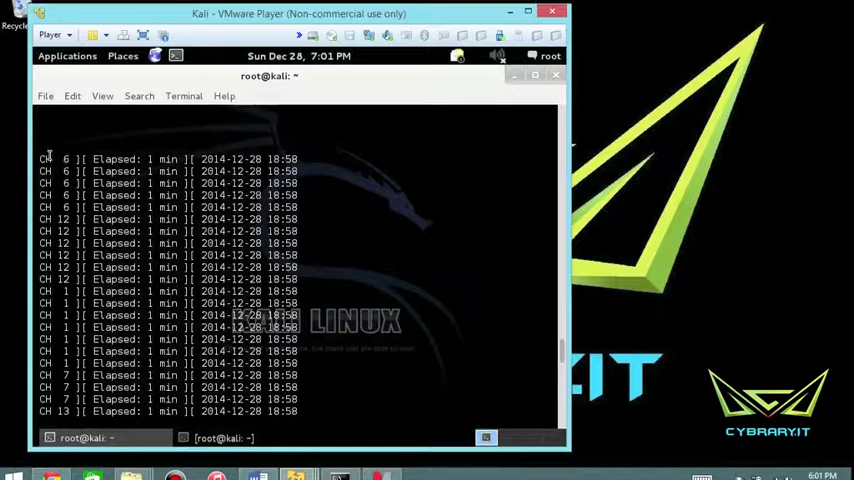 Kali - VMware Player (Non-commercial use only)
Recycle
Player
Applications Places Sun Dec 28, 7:01 PM root
root@kali: ~
File Edit View Search Terminal Help
CH 6 ][ Elapsed: 1 min ][ 2014-12-28 18:58
CH 6 ][ Elapsed: 1 min ][ 2014-12-28 18:58
CH 6 ][ Elapsed: 1 min ][ 2014-12-28 18:58
CH 6 ][ Elapsed: 1 min ][ 2014-12-28 18:58
CH 6 ][ Elapsed: 1 min ][ 2014-12-28 18:58
CH 12 ][ Elapsed: 1 min ][ 2014-12-28 18:58
CH 12 ][ Elapsed: 1 min ][ 2014-12-28 18:58
CH 12 ][ Elapsed: 1 min ][ 2014-12-28 18:58
CH 12 ][ Elapsed: 1 min ][ 2014-12-28 18:58
CH 12 ][ Elapsed: 1 min ][ 2014-12-28 18:58
CH 12 ][ Elapsed: 1 min ][ 2014-12-28 18:58
CH 1 ][ Elapsed: 1 min ][ 2014-12-28 18:58
CH 1 ][ Elapsed: 1 min ][ 2014-12-28 18:58
CH 1 ][ Elapsed: 1 min ][ 2014-12-28 18:58
CH 1 ][ Elapsed: 1 min ][ 2014-12-28 18:58
CH 1 ][ Elapsed: 1 min ][ 2014-12-28 18:58
CH 1 ][ Elapsed: 1 min ][ 2014-12-28 18:58
CH 1 ][ Elapsed: 1 min ][ 2014-12-28 18:58
CH 7 ][ Elapsed: 1 min ][ 2014-12-28 18:58
CH 7 ][ Elapsed: 1 min ][ 2014-12-28 18:58
CH 7 ][ Elapsed: 1 min ][ 2014-12-28 18:58
CH 13 ][ Elapsed: 1 min ][ 2014-12-28 18:58
KALI LINUX
.IT
CYBRARY.IT
root@kali: ~ [root@kali: ~]
6:01 PM